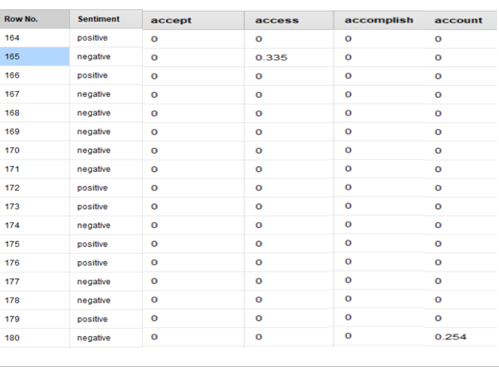 Row No. Sentiment accept access accomplish account
164 positive 0 0 0 0
165 negative 0 0.335 0 0
166 positive 0 0 0 0
167 negative 0 0 0 0
168 negative 0 0 0 0
169 negative 0 0 0 0
170 negative 0 0 0 0
171 negative 0 0 0 0
172 positive 0 0 0 0
173 positive 0 0 0 0
174 negative 0 0 0 0
175 positive 0 0 0 0
176 positive 0 0 0 0
177 negative 0 0 0 0
178 negative 0 0 0 0
179 positive 0 0 0 0
180 negative 0 0 0 0.254